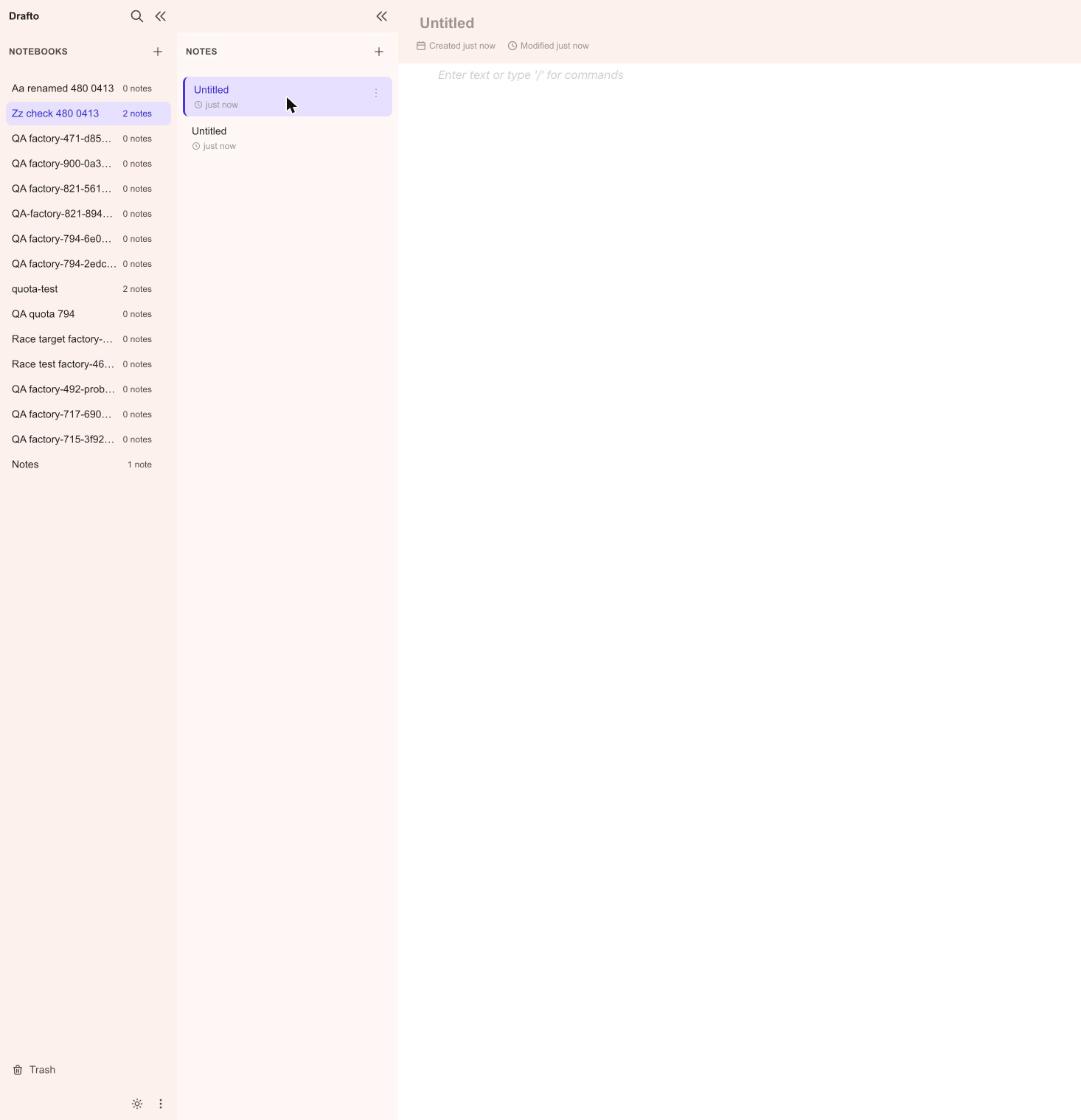 Drafto
NOTEBOOKS
Aa renamed 480 0413 0 notes
Zz check 480 0413 2 notes
QA factory-471-d85... 0 notes
QA factory-900-0a3... 0 notes
QA factory-821-561... 0 notes
QA-factory-821-894... 0 notes
QA factory-794-6e0... 0 notes
QA factory-794-2edc... 0 notes
quota-test 2 notes
QA quota 794 0 notes
Race target factory-... 0 notes
Race test factory-46... 0 notes
QA factory-492-prob... 0 notes
QA factory-717-690... 0 notes
QA factory-715-3f92... 0 notes
Notes 1 note
Trash
NOTES
Untitled
just now
Untitled
just now
Untitled
Created just now Modified just now
Enter text or type '/' for commands